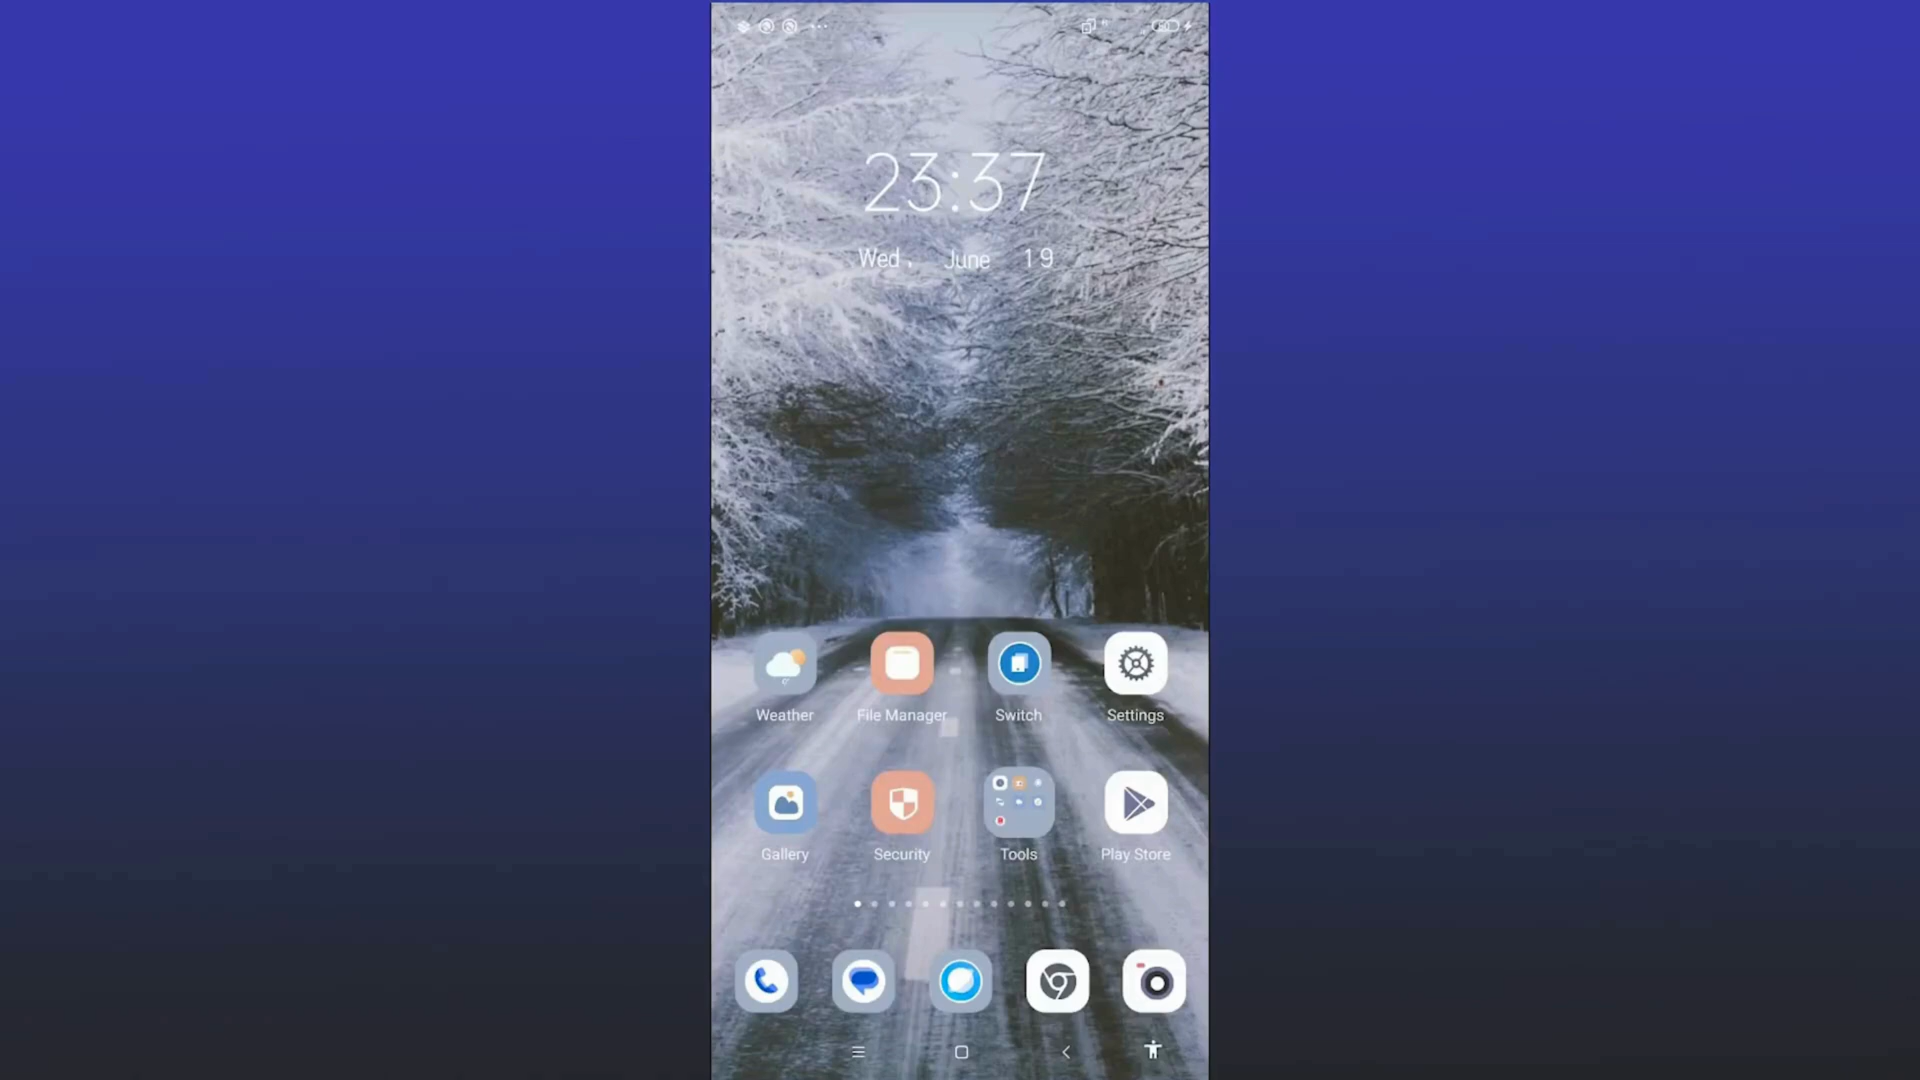 23:37
Wed. June 19
Weather File Manager Switch Settings
Gallery Security Tools Play Store